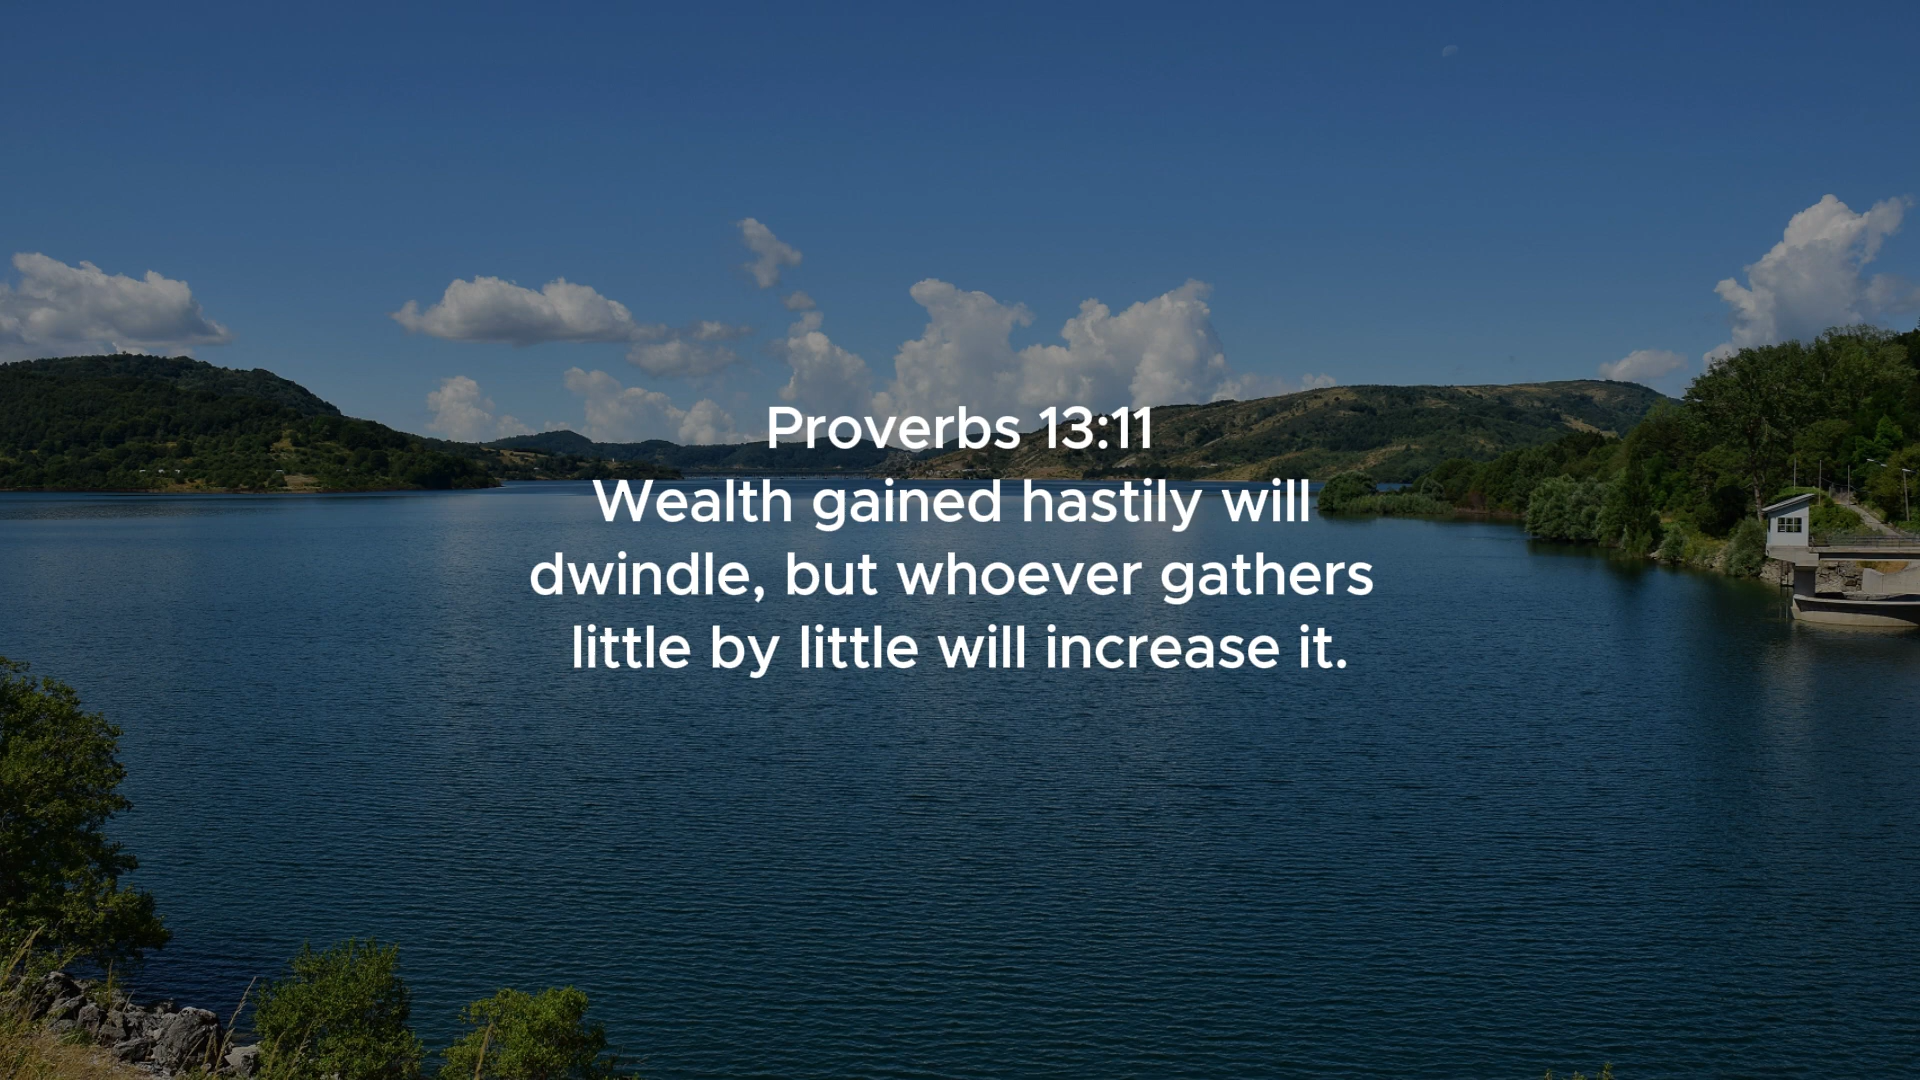 Proverbs 13:11
Wealth gained hastily will
dwindle, but whoever gathers
little by little will increase it.